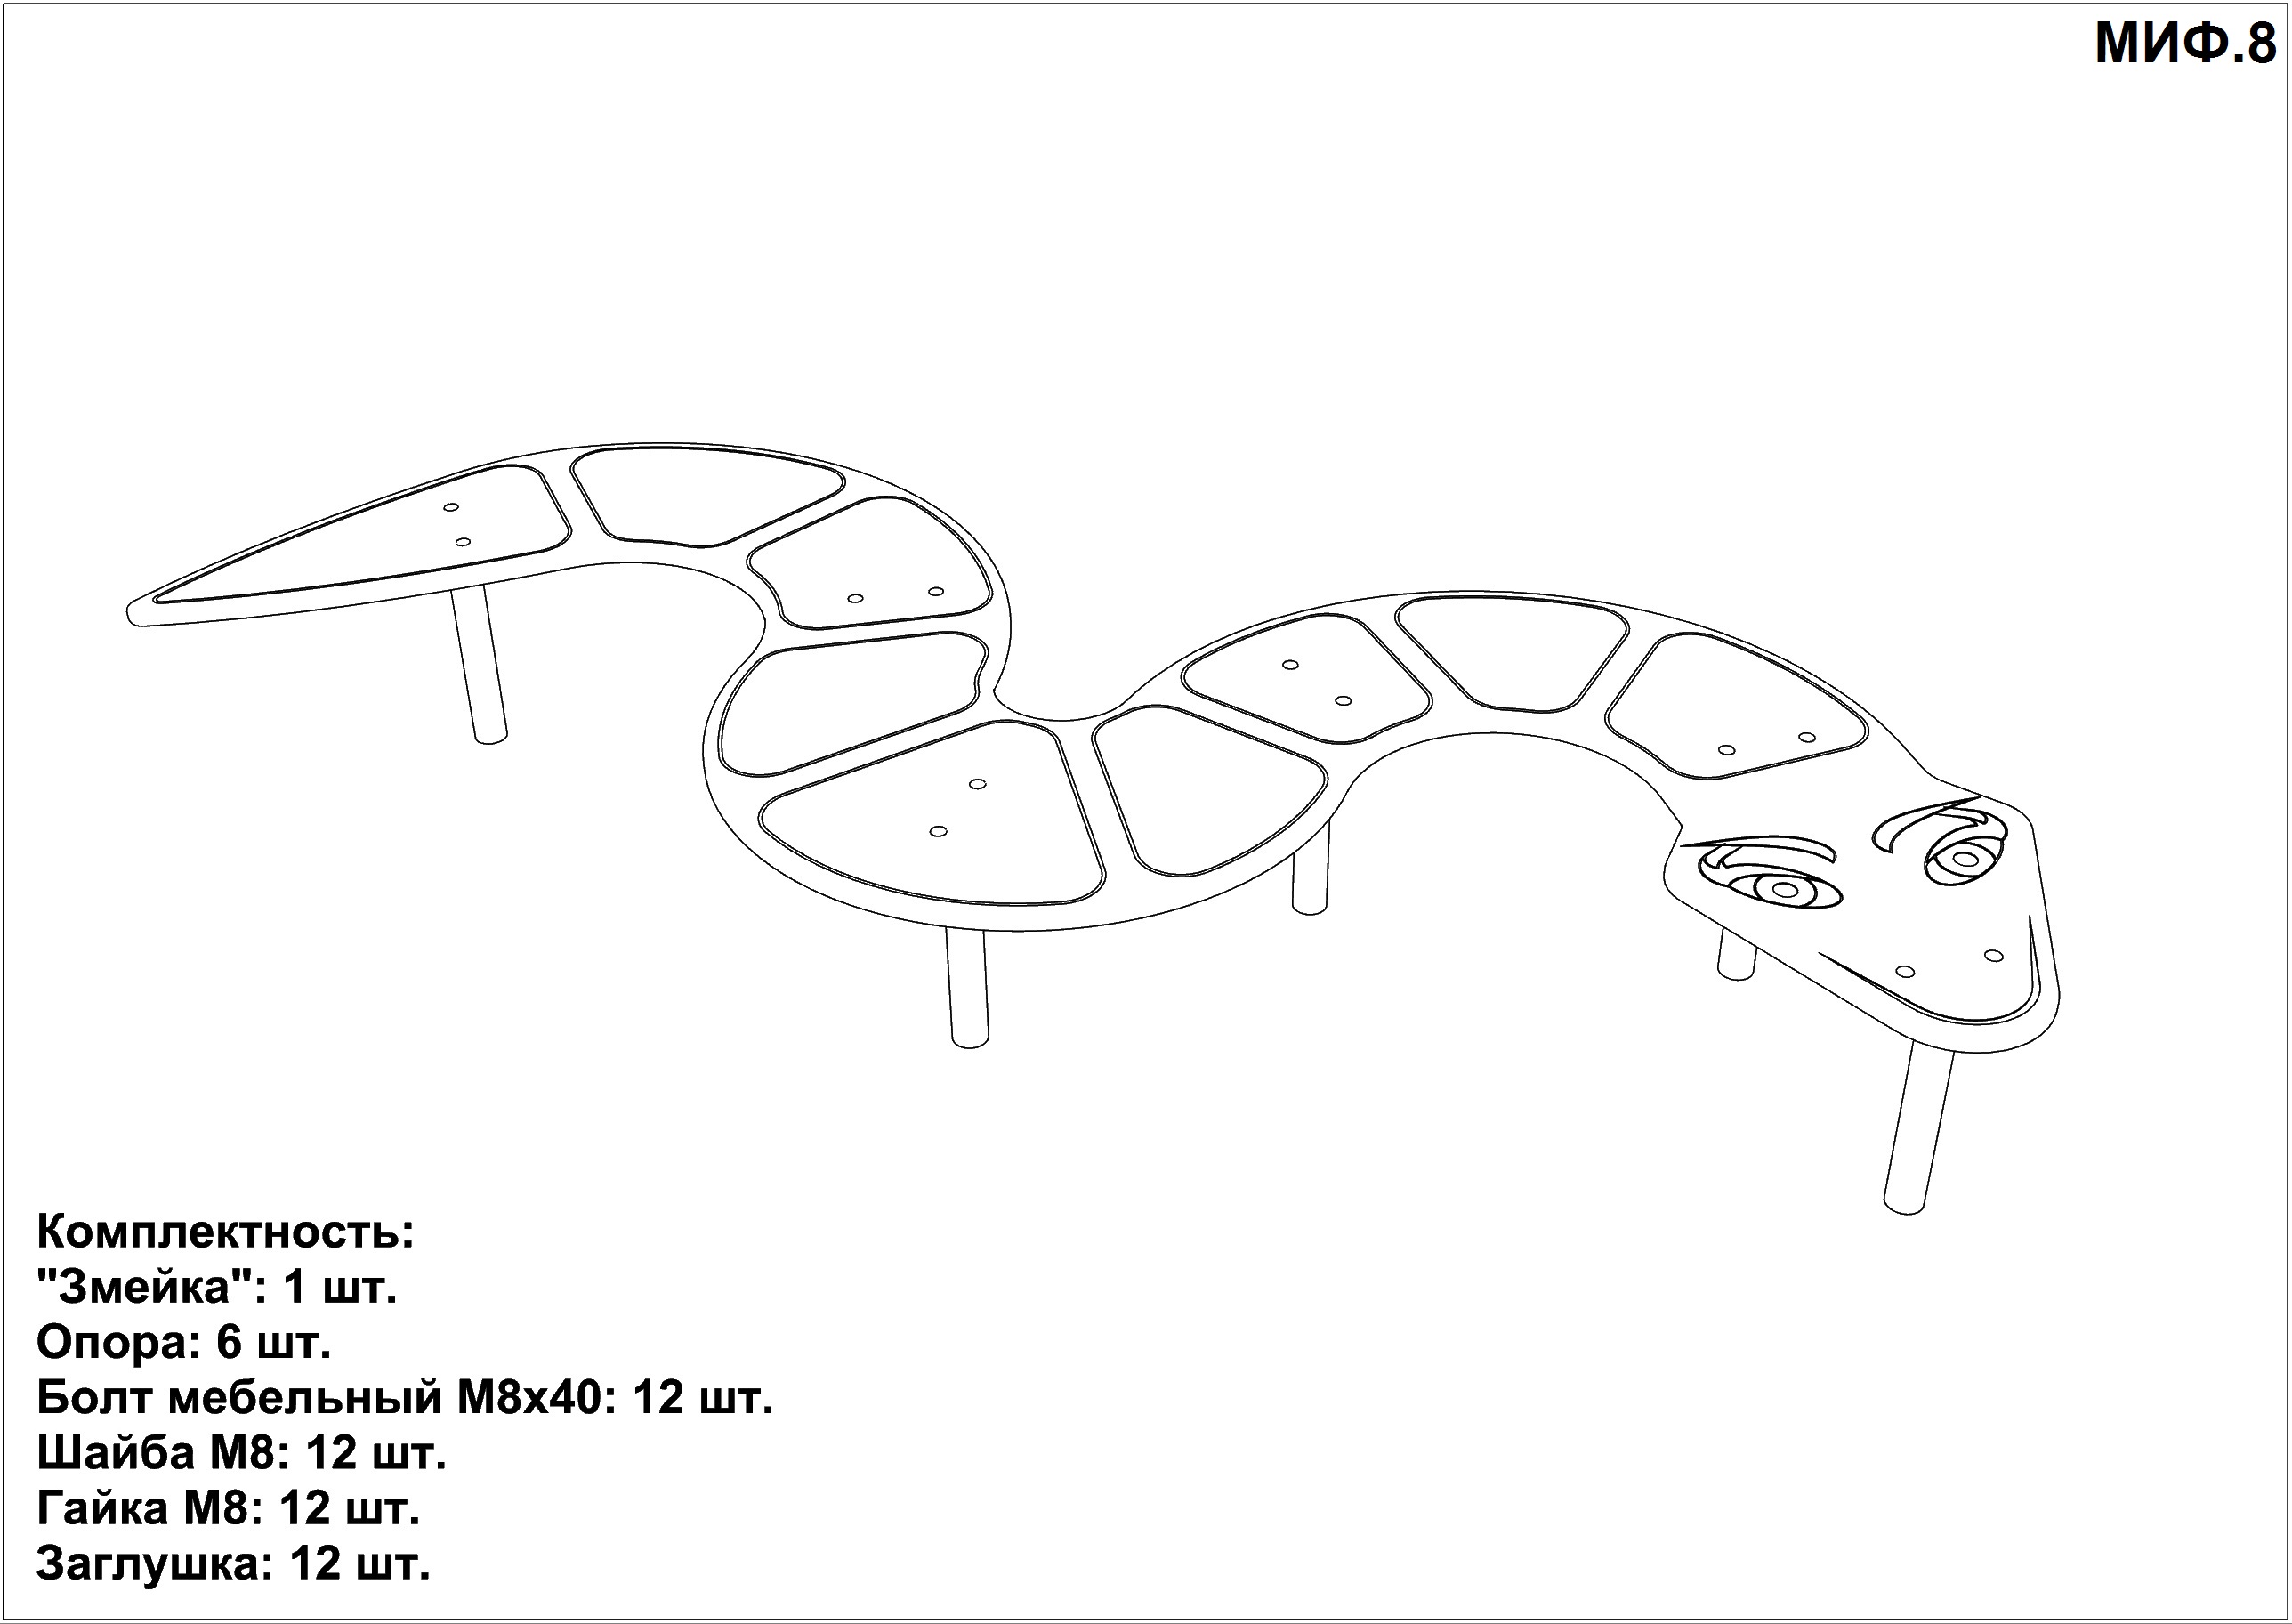 МИФ.8
Комплектность:
"Змейка": 1 шт.
Опора: 6 шт.
Болт мебельный М8х40: 12 шт.
Шайба М8: 12 шт.
Гайка М8: 12 шт.
Заглушка: 12 шт.